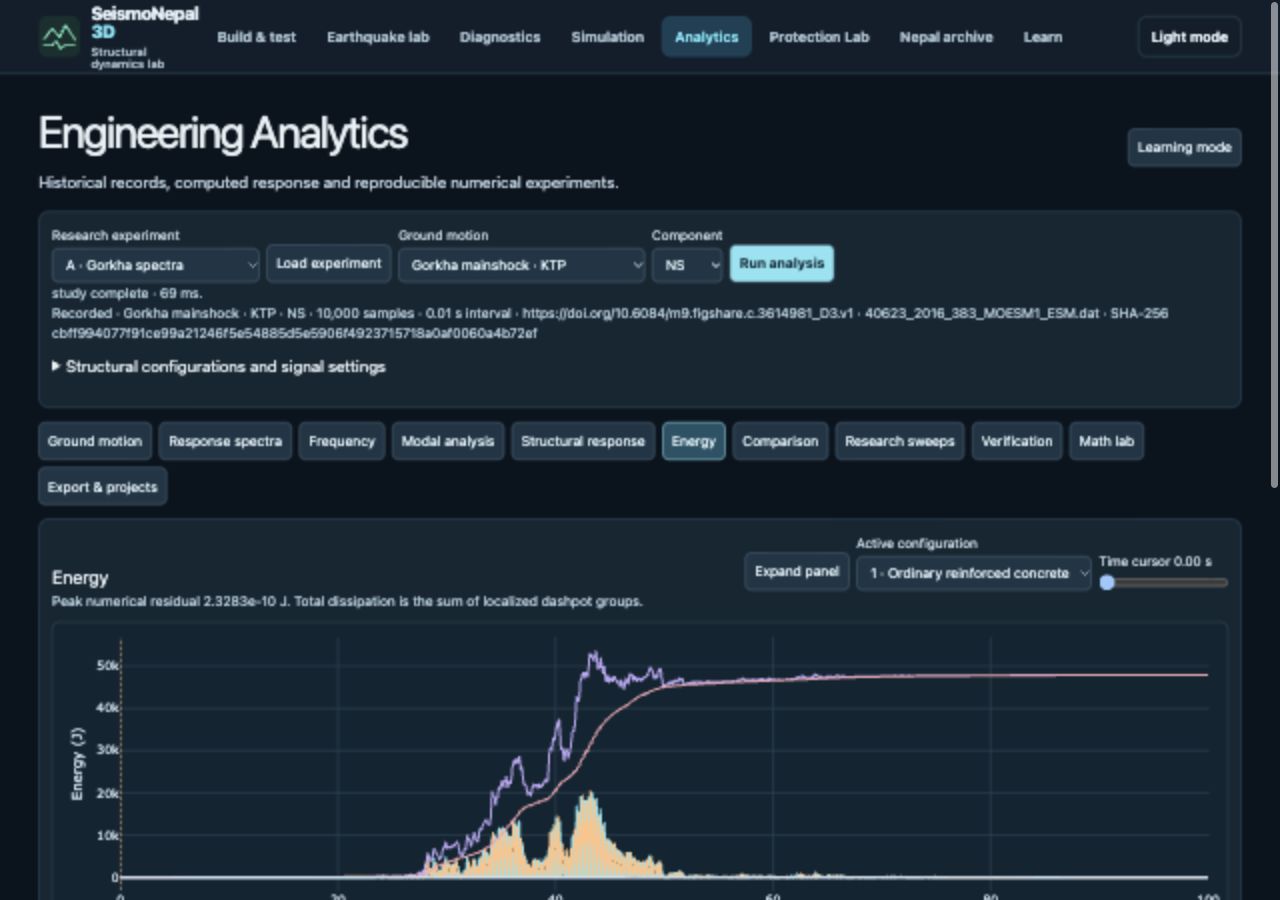 SeismoNepal
3D
Structural
dynamics lab
Build & test
Earthquake lab
Diagnostics
Simulation
Analytics
Protection Lab
Nepal archive
Learn
Light mode
Engineering Analytics
Learning mode
Historical records, computed response and reproducible numerical experiments.
Research experiment
Ground motion
Component
A · Gorkha spectra
Load experiment
Gorkha mainshock · KTP
NS
Run analysis
study complete · 69 ms.
Recorded · Gorkha mainshock · KTP · NS · 10,000 samples · 0.01 s interval · https://doi.org/10.6084/m9.figshare.c.3614981_D3.v1 · 40623_2016_383_MOESM1_ESM.dat · SHA-256
cbff994077f91ce99a21246f5e54885d5e5906f4923715718a0af0060a4b72ef
Structural configurations and signal settings
Ground motion
Response spectra
Frequency
Modal analysis
Structural response
Energy
Comparison
Research sweeps
Verification
Math lab
Export & projects
Active configuration
Energy
Expand panel
1 · Ordinary reinforced concrete
Time cursor 0.00 s
Peak numerical residual 2.3283e-10 J. Total dissipation is the sum of localized dashpot groups.
Energy (J)
50k
40k
30k
20k
10k
0
0 20 40 60 80 100